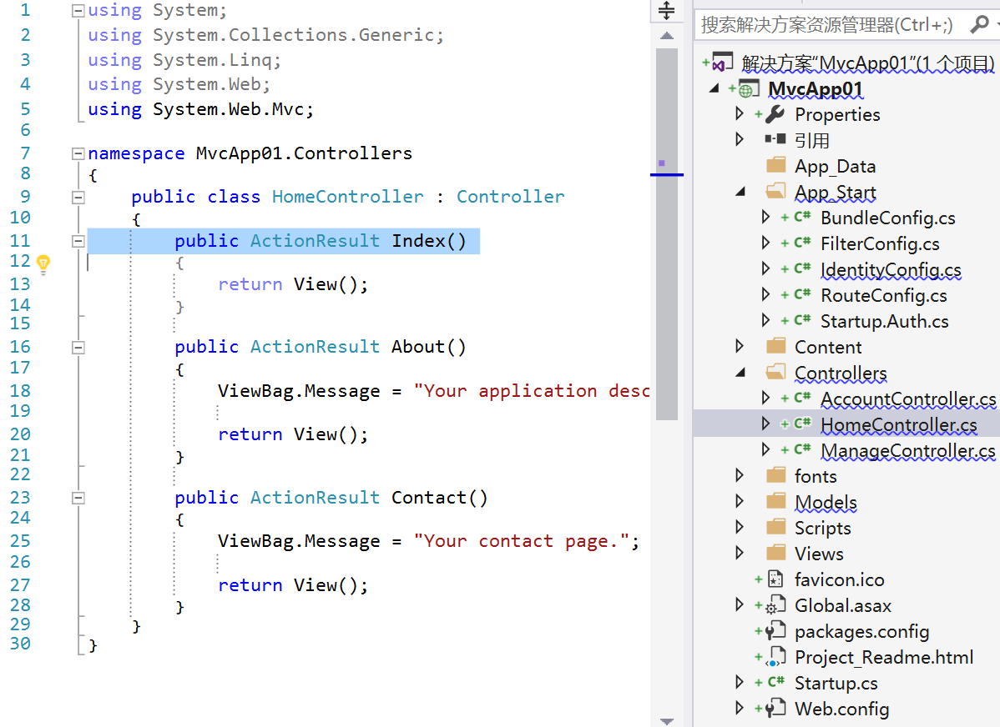 1 using System;
2 using System.Collections.Generic;
3 using System.Linq;
4 using System.Web;
5 using System.Web.Mvc;
6
7 namespace MvcApp01.Controllers
8 {
9 public class HomeController : Controller
10 {
11 public ActionResult Index()
12 {
13 return View();
14 }
15
16 public ActionResult About()
17 {
18 ViewBag.Message = "Your application desc
19
20 return View();
21 }
22
23 public ActionResult Contact()
24 {
25 ViewBag.Message = "Your contact page.";
26
27 return View();
28 }
29 }
30 }
搜索解决方案资源管理器(Ctrl+;)
解决方案“MvcApp01”(1 个项目)
MvcApp01
Properties
引用
App_Data
App_Start
C# BundleConfig.cs
C# FilterConfig.cs
C# IdentityConfig.cs
C# RouteConfig.cs
C# Startup.Auth.cs
Content
Controllers
C# AccountController.cs
C# HomeController.cs
C# ManageController.cs
fonts
Models
Scripts
Views
favicon.ico
Global.asax
packages.config
Project_Readme.html
C# Startup.cs
Web.config